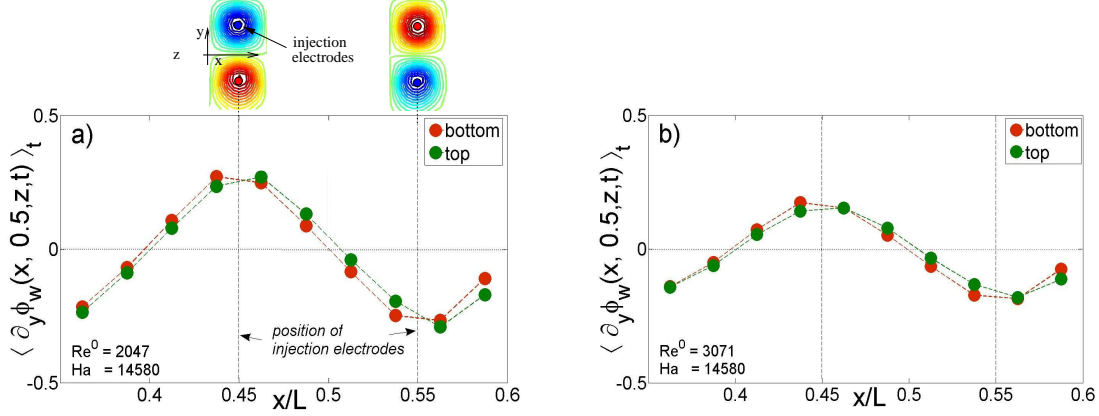 y
z
x
injection
electrodes
a)
bottom
top
⟨ ∂yϕw(x, 0.5,z,t) ⟩t
0.5
0
-0.5
position of
injection electrodes
Re⁰ = 2047
Ha = 14580
0.4
0.45
0.5
0.55
0.6
x/L
b)
bottom
top
⟨ ∂yϕw(x, 0.5,z,t) ⟩t
0.5
0
-0.5
Re⁰ = 3071
Ha = 14580
0.4
0.45
0.5
0.55
0.6
x/L